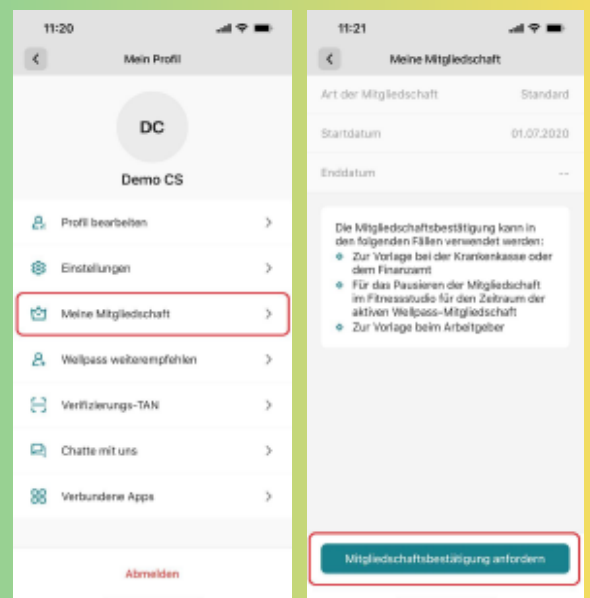 11:20
Mein Profil
DC
Demo CS
Profil bearbeiten
Einstellungen
Meine Mitgliedschaft
Wellpass weiterempfehlen
Verifizierungs-TAN
Chatte mit uns
Verbundene Apps
Abmelden
11:21
Meine Mitgliedschaft
Art der Mitgliedschaft Standard
Startdatum 01.07.2020
Enddatum --
Die Mitgliedschaftsbestätigung kann in
den folgenden Fällen verwendet werden:
Zur Vorlage bei der Krankenkasse oder
dem Finanzamt
Für das Pausieren der Mitgliedschaft
im Fitnessstudio für den Zeitraum der
aktiven Wellpass-Mitgliedschaft
Zur Vorlage beim Arbeitgeber
Mitgliedschaftsbestätigung anfordern